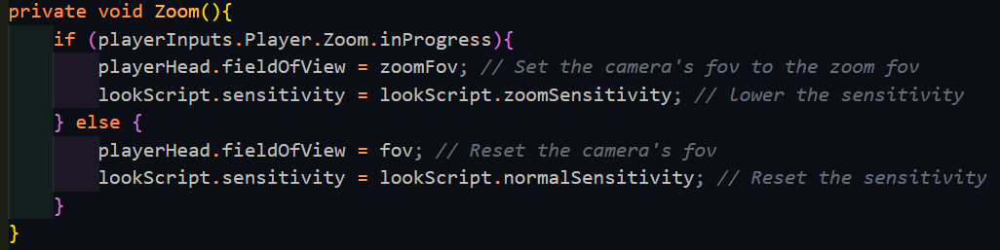 private void Zoom(){
    if (playerInputs.Player.Zoom.inProgress){
        playerHead.fieldOfView = zoomFov; // Set the camera's fov to the zoom fov
        lookScript.sensitivity = lookScript.zoomSensitivity; // lower the sensitivity
    } else {
        playerHead.fieldOfView = fov; // Reset the camera's fov
        lookScript.sensitivity = lookScript.normalSensitivity; // Reset the sensitivity
    }
}